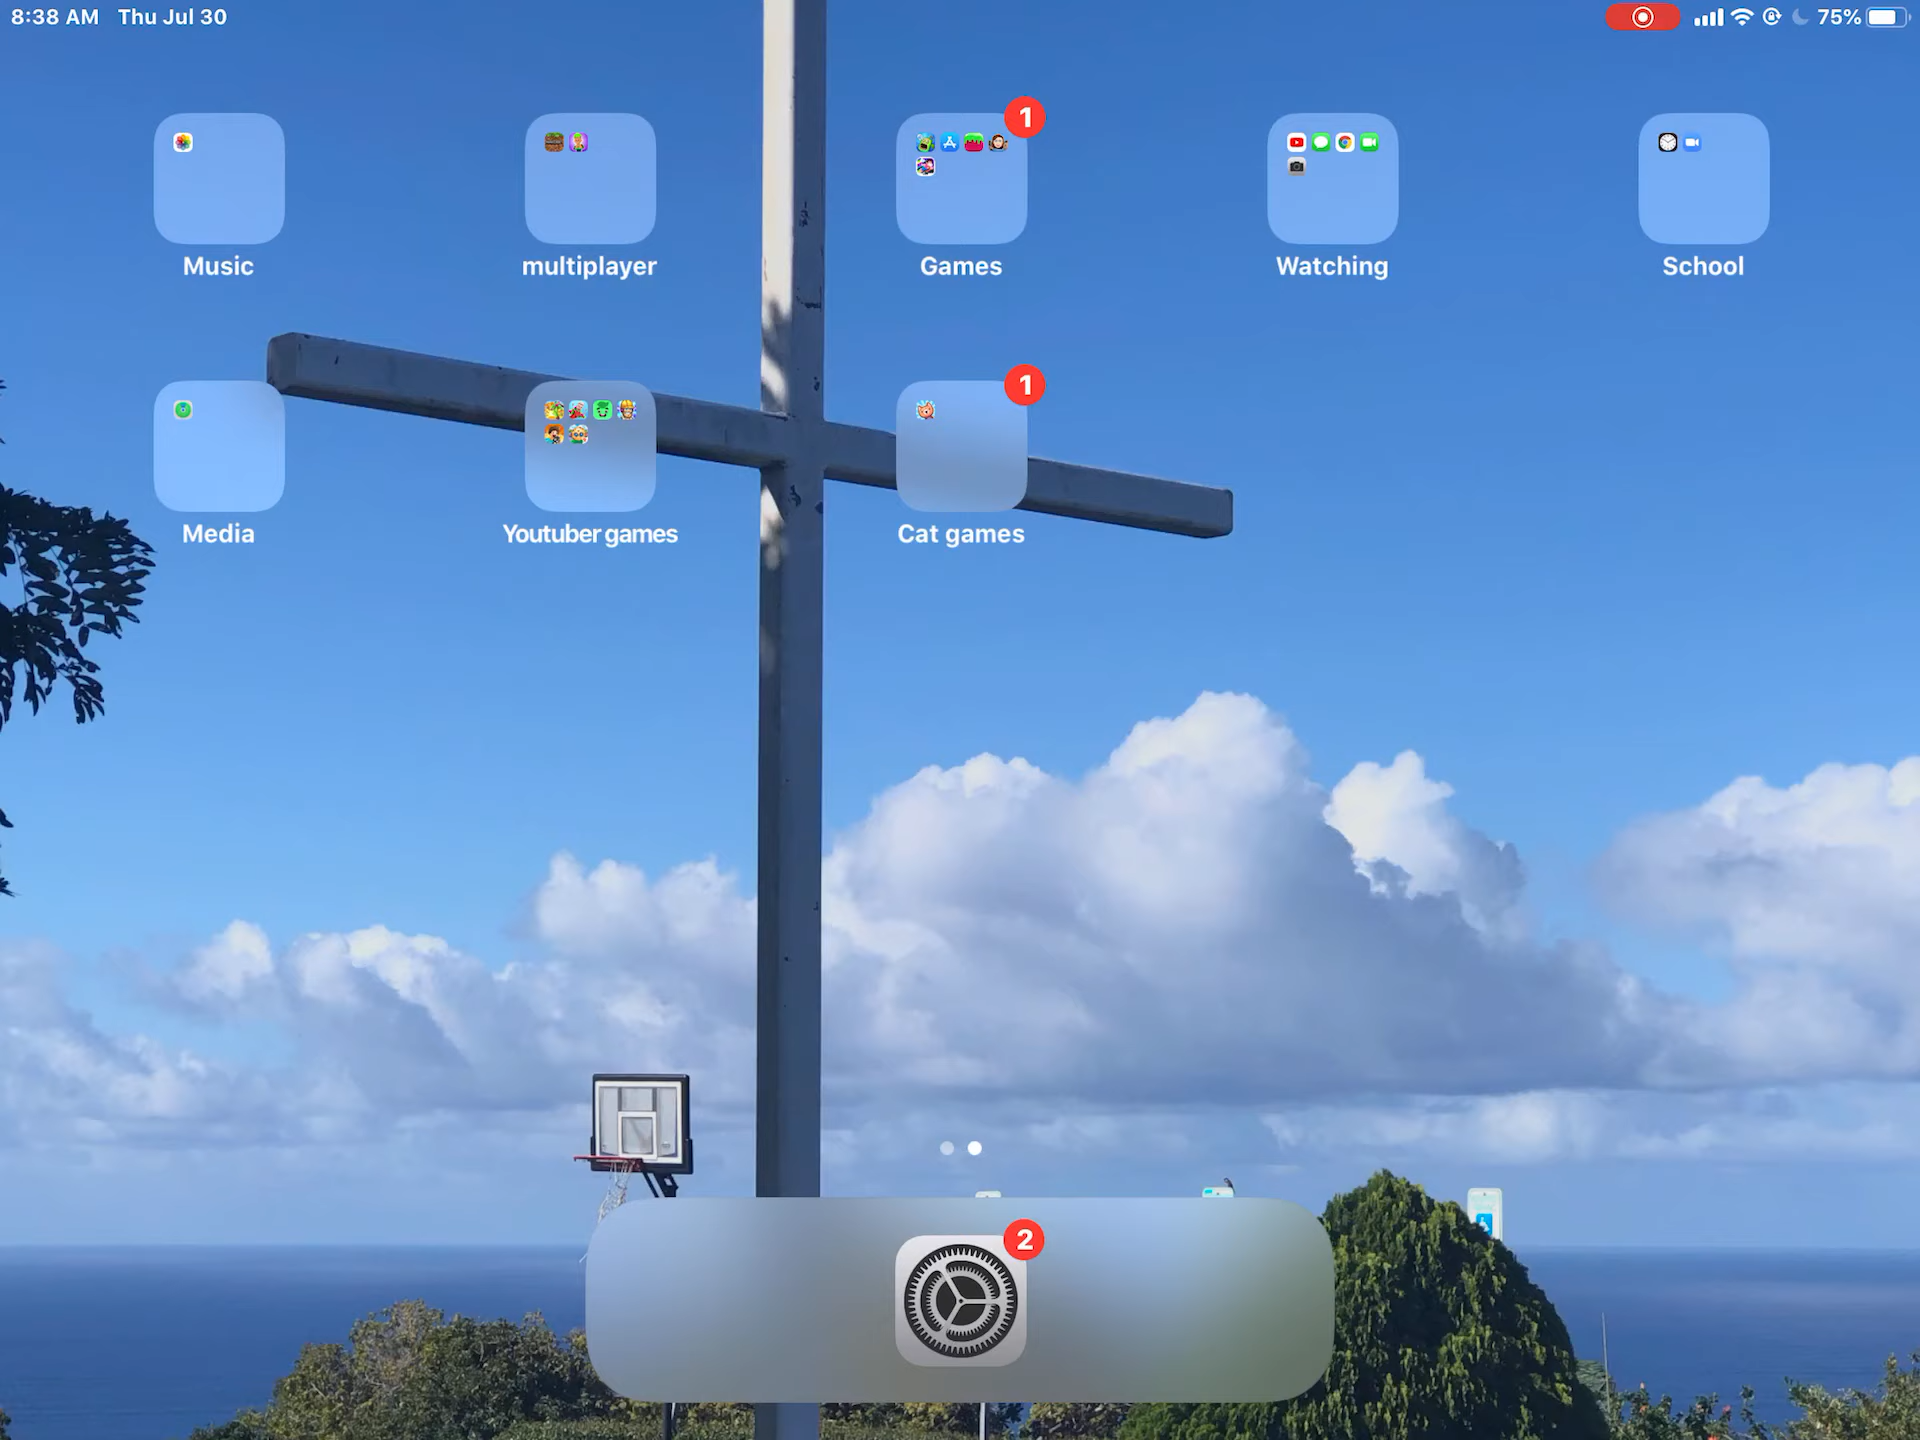 8:38 AM Thu Jul 30
75%
1
Music
multiplayer
Games
Watching
School
1
Media
Youtuber games
Cat games
2